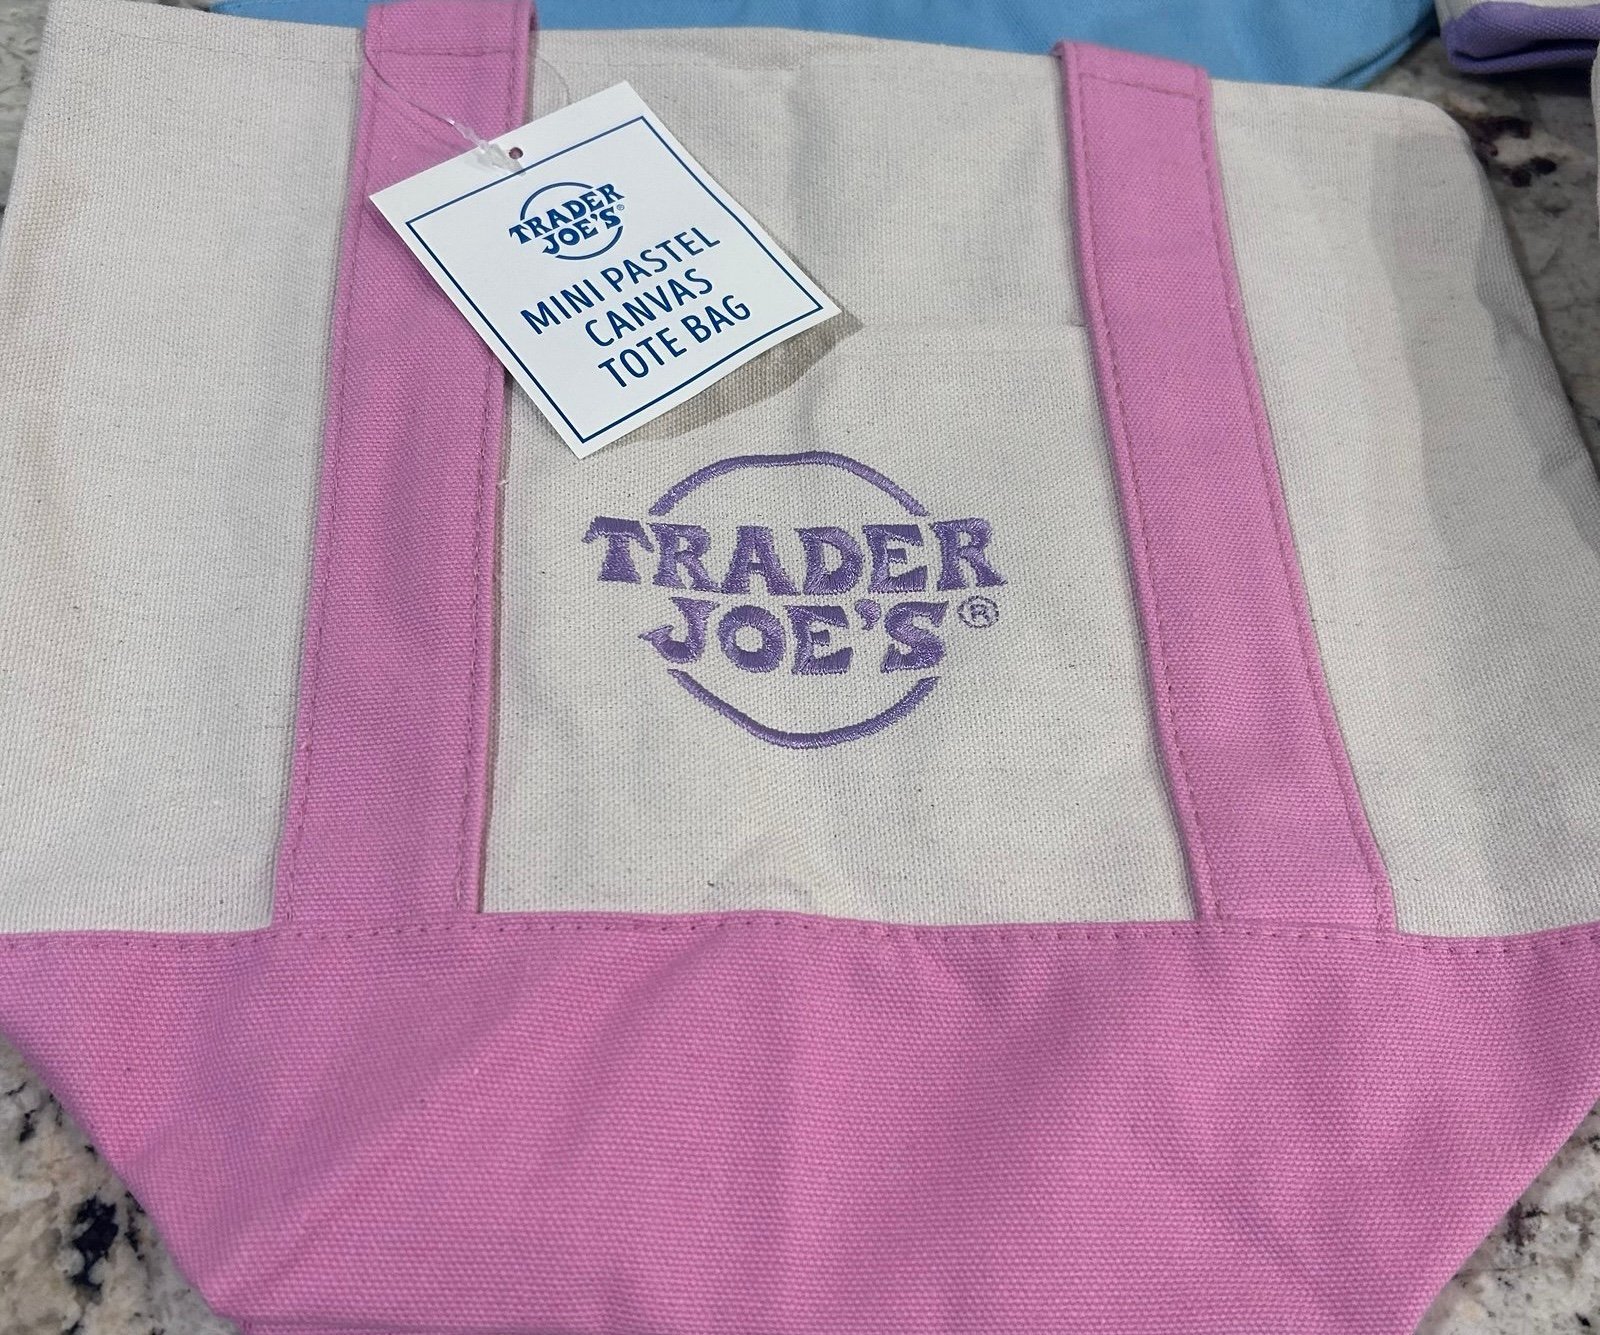 TRADER
JOE'S®
MINI PASTEL
CANVAS
TOTE BAG
TRADER
JOE'S®